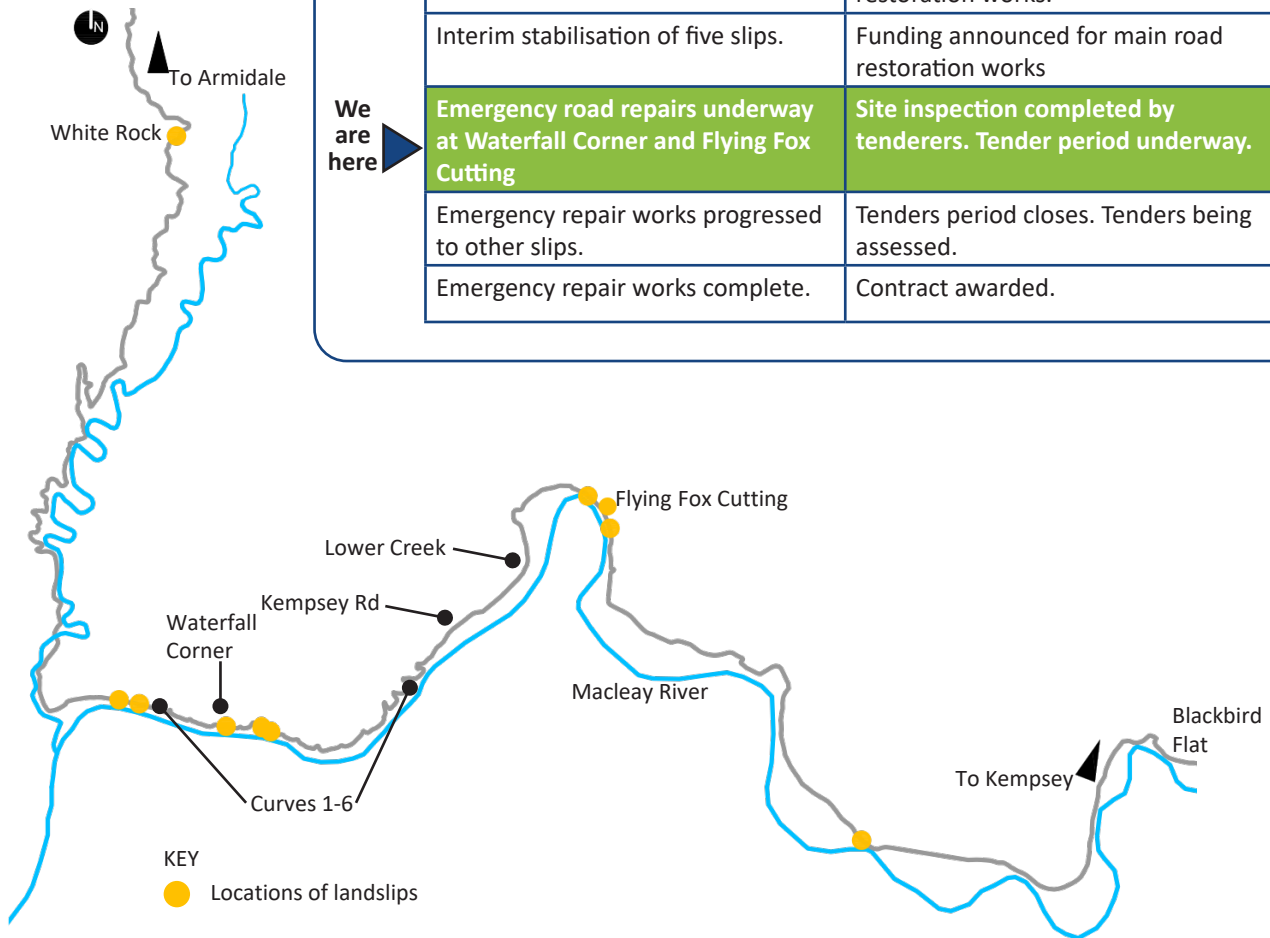 restoration works.
Interim stabilisation of five slips.
Funding announced for main road
restoration works
We
are
here
Emergency road repairs underway
at Waterfall Corner and Flying Fox
Cutting
Site inspection completed by
tenderers. Tender period underway.
Emergency repair works progressed
to other slips.
Tenders period closes. Tenders being
assessed.
Emergency repair works complete.
Contract awarded.
N
To Armidale
White Rock
Flying Fox Cutting
Lower Creek
Kempsey Rd
Waterfall
Corner
Macleay River
Blackbird
Flat
To Kempsey
Curves 1-6
KEY
Locations of landslips